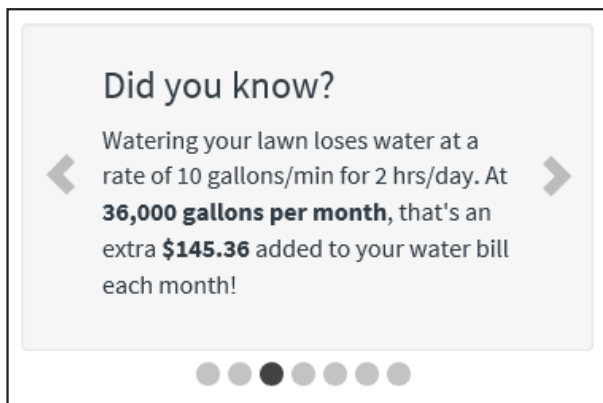 Did you know?
Watering your lawn loses water at a
rate of 10 gallons/min for 2 hrs/day. At
36,000 gallons per month, that's an
extra $145.36 added to your water bill
each month!